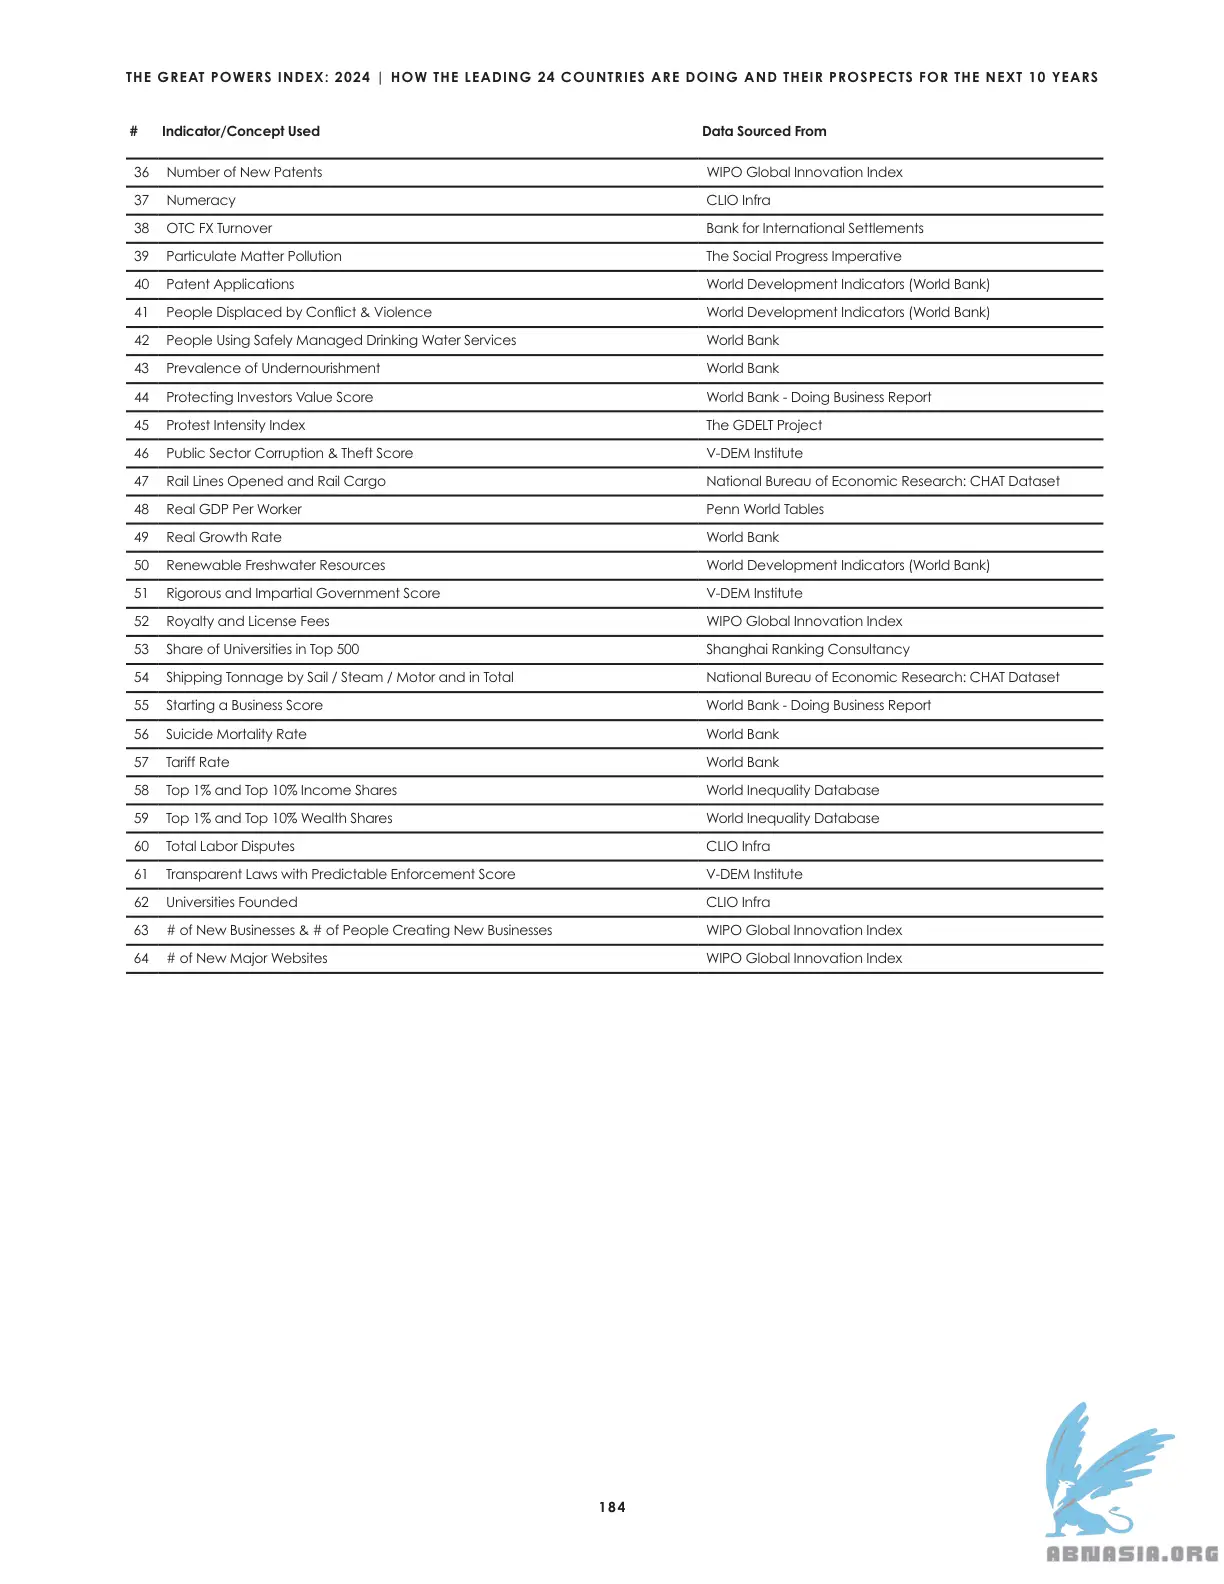 THE GREAT POWERS INDEX: 2024 | HOW THE LEADING 24 COUNTRIES ARE DOING AND THEIR PROSPECTS FOR THE NEXT 10 YEARS
# Indicator/Concept Used Data Sourced From
36 Number of New Patents WIPO Global Innovation Index
37 Numeracy CLIO Infra
38 OTC FX Turnover Bank for International Settlements
39 Particulate Matter Pollution The Social Progress Imperative
40 Patent Applications World Development Indicators (World Bank)
41 People Displaced by Conflict & Violence World Development Indicators (World Bank)
42 People Using Safely Managed Drinking Water Services World Bank
43 Prevalence of Undernourishment World Bank
44 Protecting Investors Value Score World Bank - Doing Business Report
45 Protest Intensity Index The GDELT Project
46 Public Sector Corruption & Theft Score V-DEM Institute
47 Rail Lines Opened and Rail Cargo National Bureau of Economic Research: CHAT Dataset
48 Real GDP Per Worker Penn World Tables
49 Real Growth Rate World Bank
50 Renewable Freshwater Resources World Development Indicators (World Bank)
51 Rigorous and Impartial Government Score V-DEM Institute
52 Royalty and License Fees WIPO Global Innovation Index
53 Share of Universities in Top 500 Shanghai Ranking Consultancy
54 Shipping Tonnage by Sail / Steam / Motor and in Total National Bureau of Economic Research: CHAT Dataset
55 Starting a Business Score World Bank - Doing Business Report
56 Suicide Mortality Rate World Bank
57 Tariff Rate World Bank
58 Top 1% and Top 10% Income Shares World Inequality Database
59 Top 1% and Top 10% Wealth Shares World Inequality Database
60 Total Labor Disputes CLIO Infra
61 Transparent Laws with Predictable Enforcement Score V-DEM Institute
62 Universities Founded CLIO Infra
63 # of New Businesses & # of People Creating New Businesses WIPO Global Innovation Index
64 # of New Major Websites WIPO Global Innovation Index
184
ABNASIA.ORG